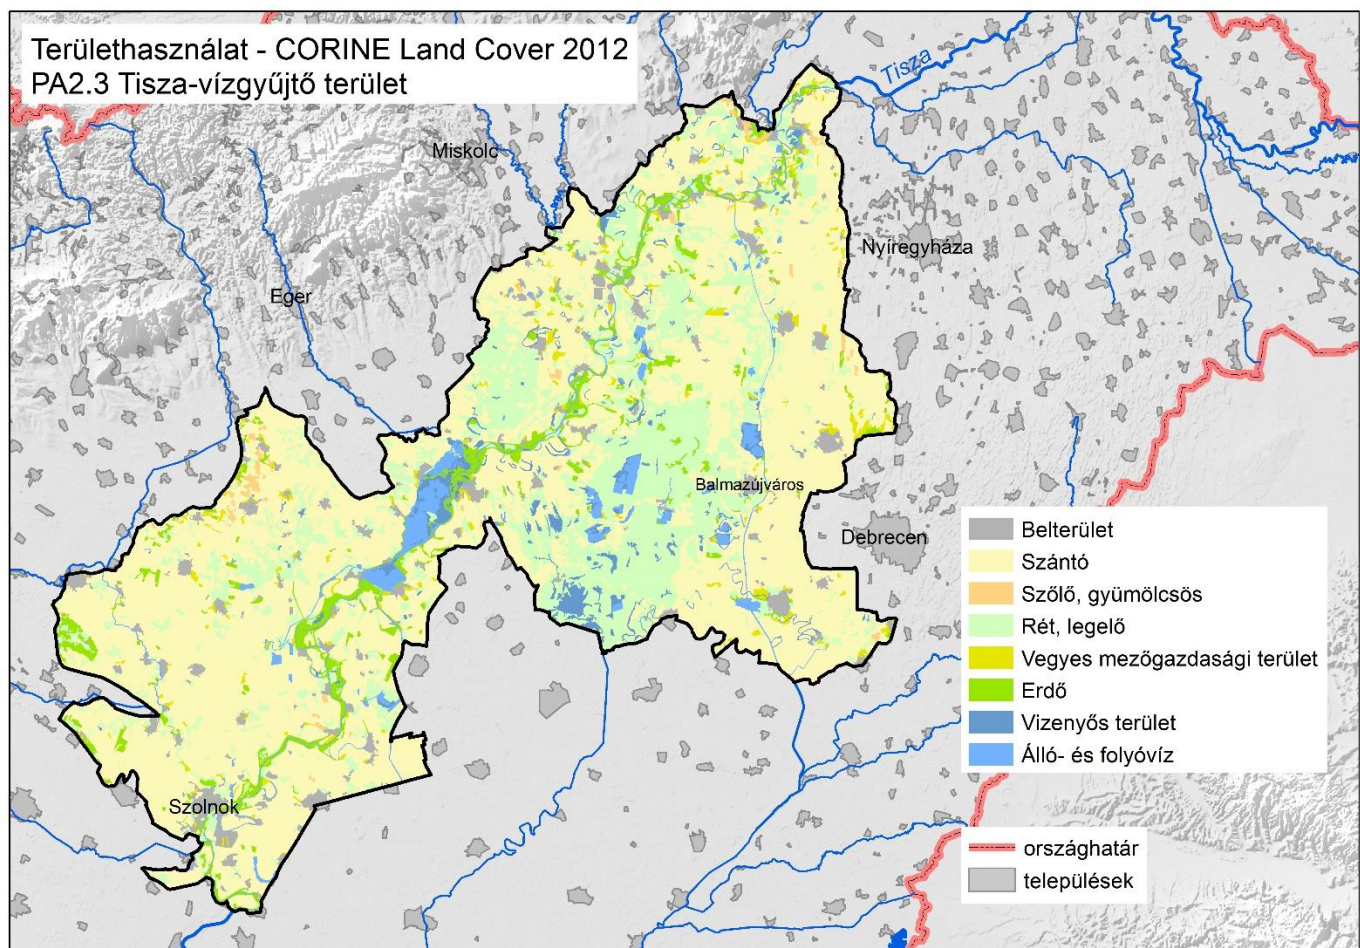 Területhasználat - CORINE Land Cover 2012
PA2.3 Tisza-vízgyűjtő terület
Tisza
Miskolc
Nyíregyháza
Eger
Balmazújváros
Debrecen
Szolnok
Belterület
Szántó
Szőlő, gyümölcsös
Rét, legelő
Vegyes mezőgazdasági terület
Erdő
Vizenyős terület
Álló- és folyóvíz
országhatár
települések